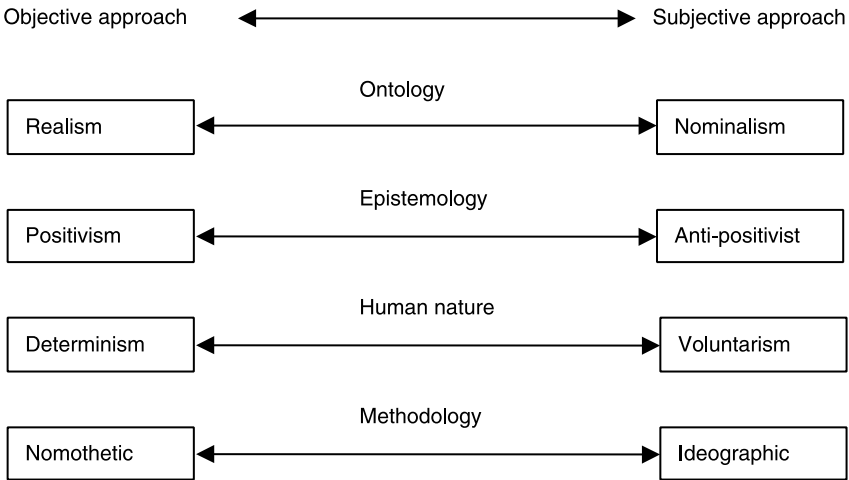 Objective approach Subjective approach
Ontology
Realism Nominalism
Epistemology
Positivism Anti-positivist
Human nature
Determinism Voluntarism
Methodology
Nomothetic Ideographic